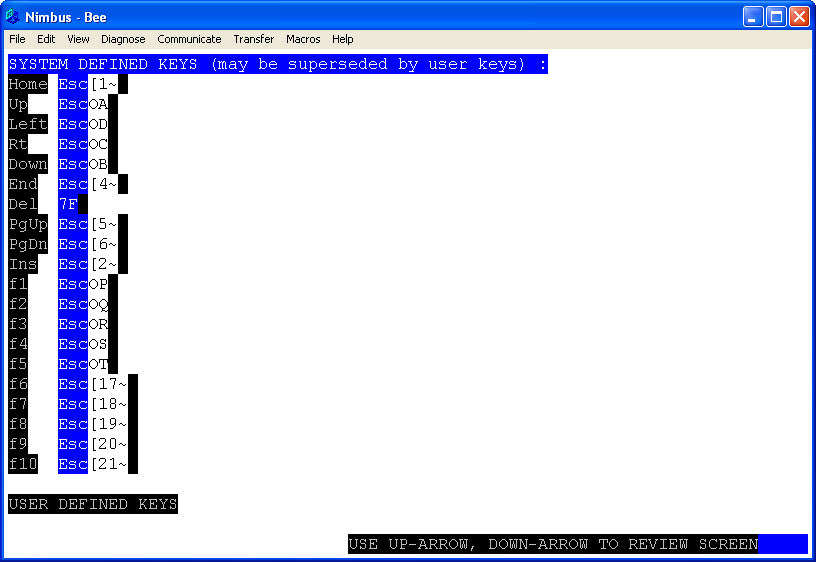 Nimbus - Bee
File Edit View Diagnose Communicate Transfer Macros Help
SYSTEM DEFINED KEYS (may be superseded by user keys) :
Home Esc[1~
Up EscOA
Left EscOD
Rt EscOC
Down EscOB
End Esc[4~
Del 7F
PgUp Esc[5~
PgDn Esc[6~
Ins Esc[2~
f1 EscOP
f2 EscOQ
f3 EscOR
f4 EscOS
f5 EscOT
f6 Esc[17~
f7 Esc[18~
f8 Esc[19~
f9 Esc[20~
f10 Esc[21~
USER DEFINED KEYS
USE UP-ARROW, DOWN-ARROW TO REVIEW SCREEN